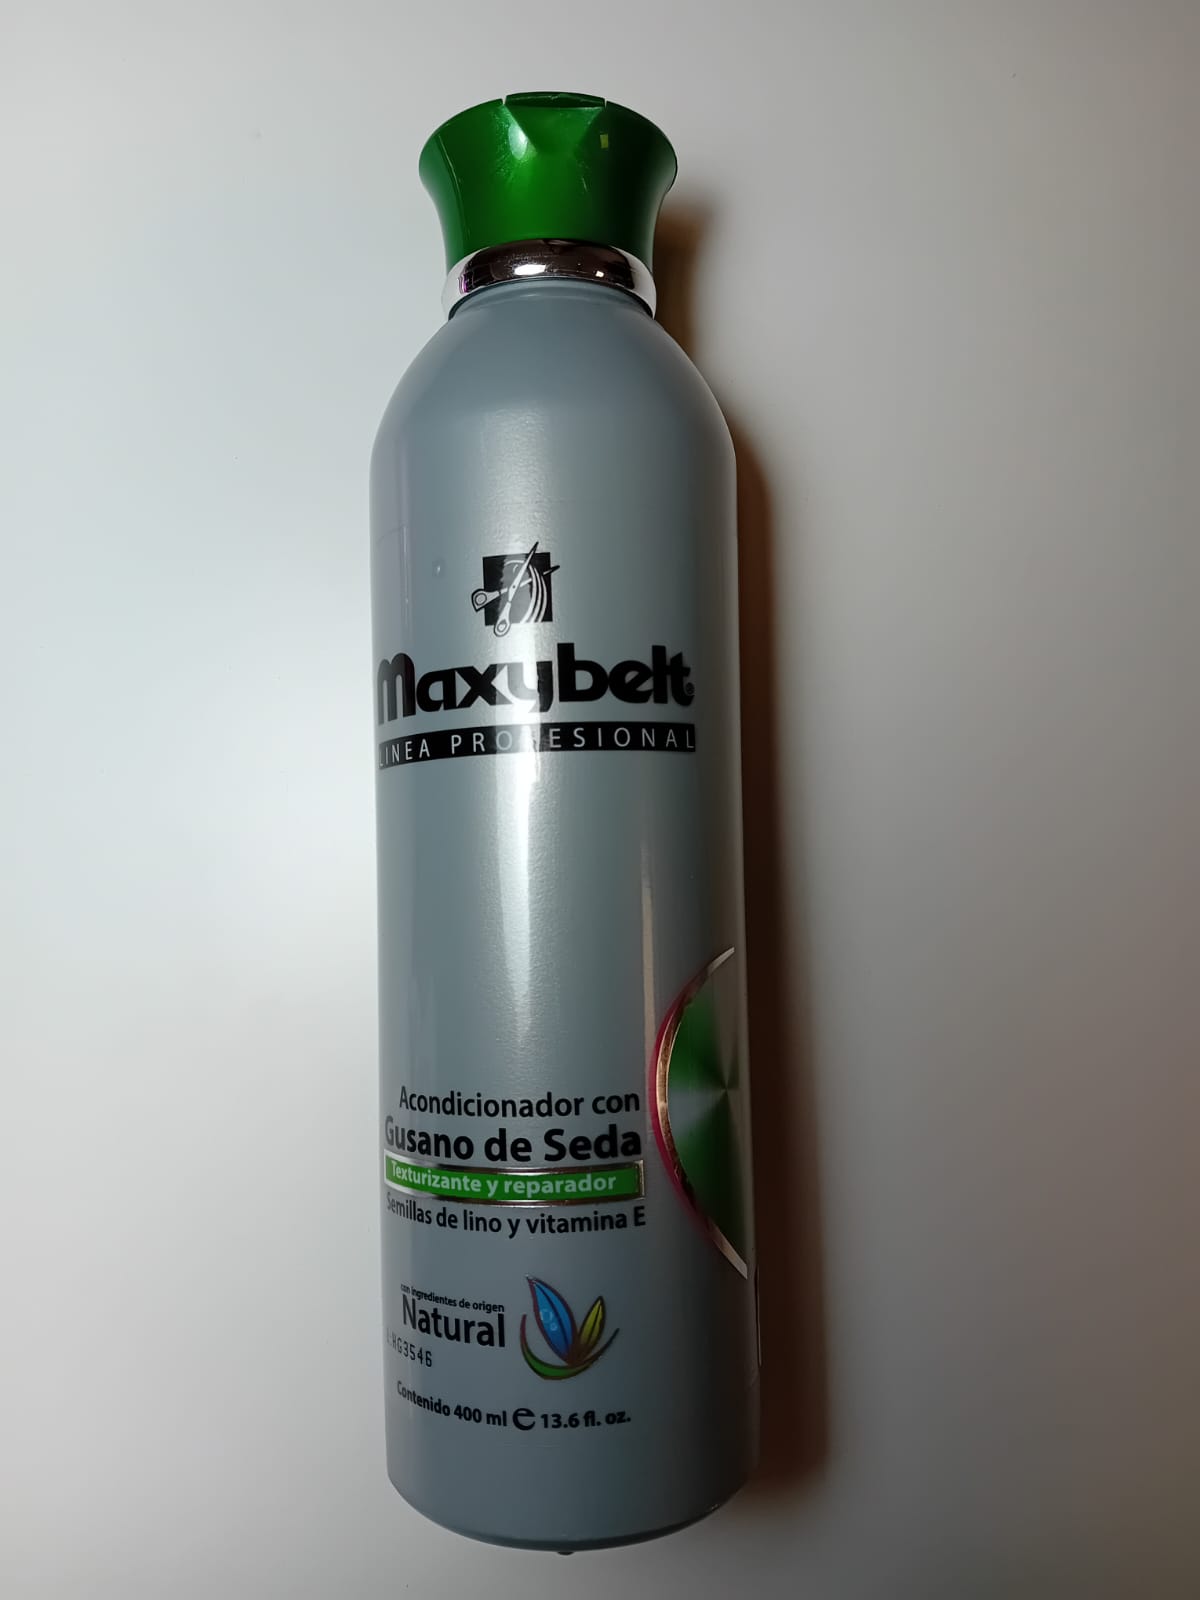 Maxybelt®
LINEA PROFESIONAL
Acondicionador con
Gusano de Seda
Texturizante y reparador
Semillas de lino y vitamina E
con ingredientes de origen
Natural
L:HG3546
Contenido 400 ml ℮ 13.6 fl. oz.